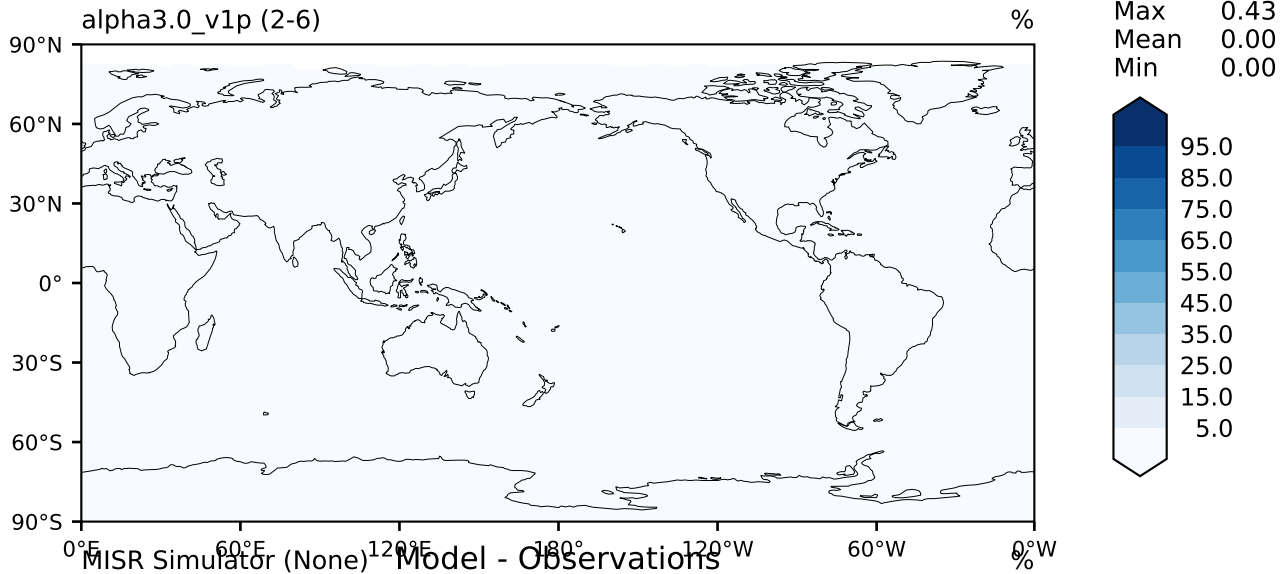 alpha3.0_v1p (2-6) %
Max 0.43
Mean 0.00
Min 0.00
90°N
60°N
30°N
0°
30°S
60°S
90°S
95.0
85.0
75.0
65.0
55.0
45.0
35.0
25.0
15.0
5.0
0°E 60°E 120°E 180° 120°W 60°W 0°W
MISR Simulator (None) Model - Observations %